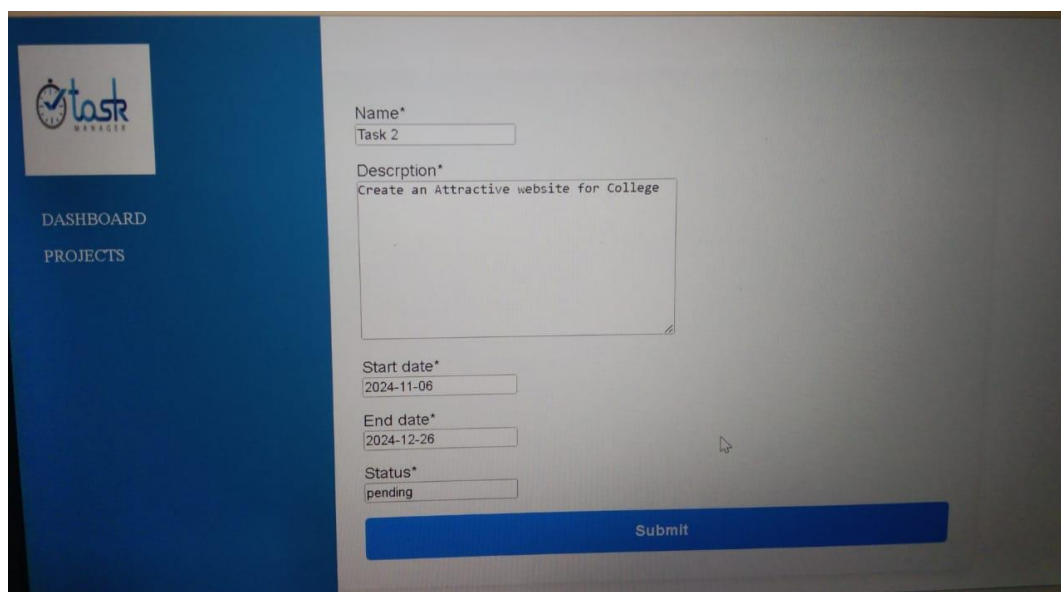 task
MANAGER
DASHBOARD
PROJECTS
Name*
Task 2
Descrption*
Create an Attractive website for College
Start date*
2024-11-06
End date*
2024-12-26
Status*
pending
Submit